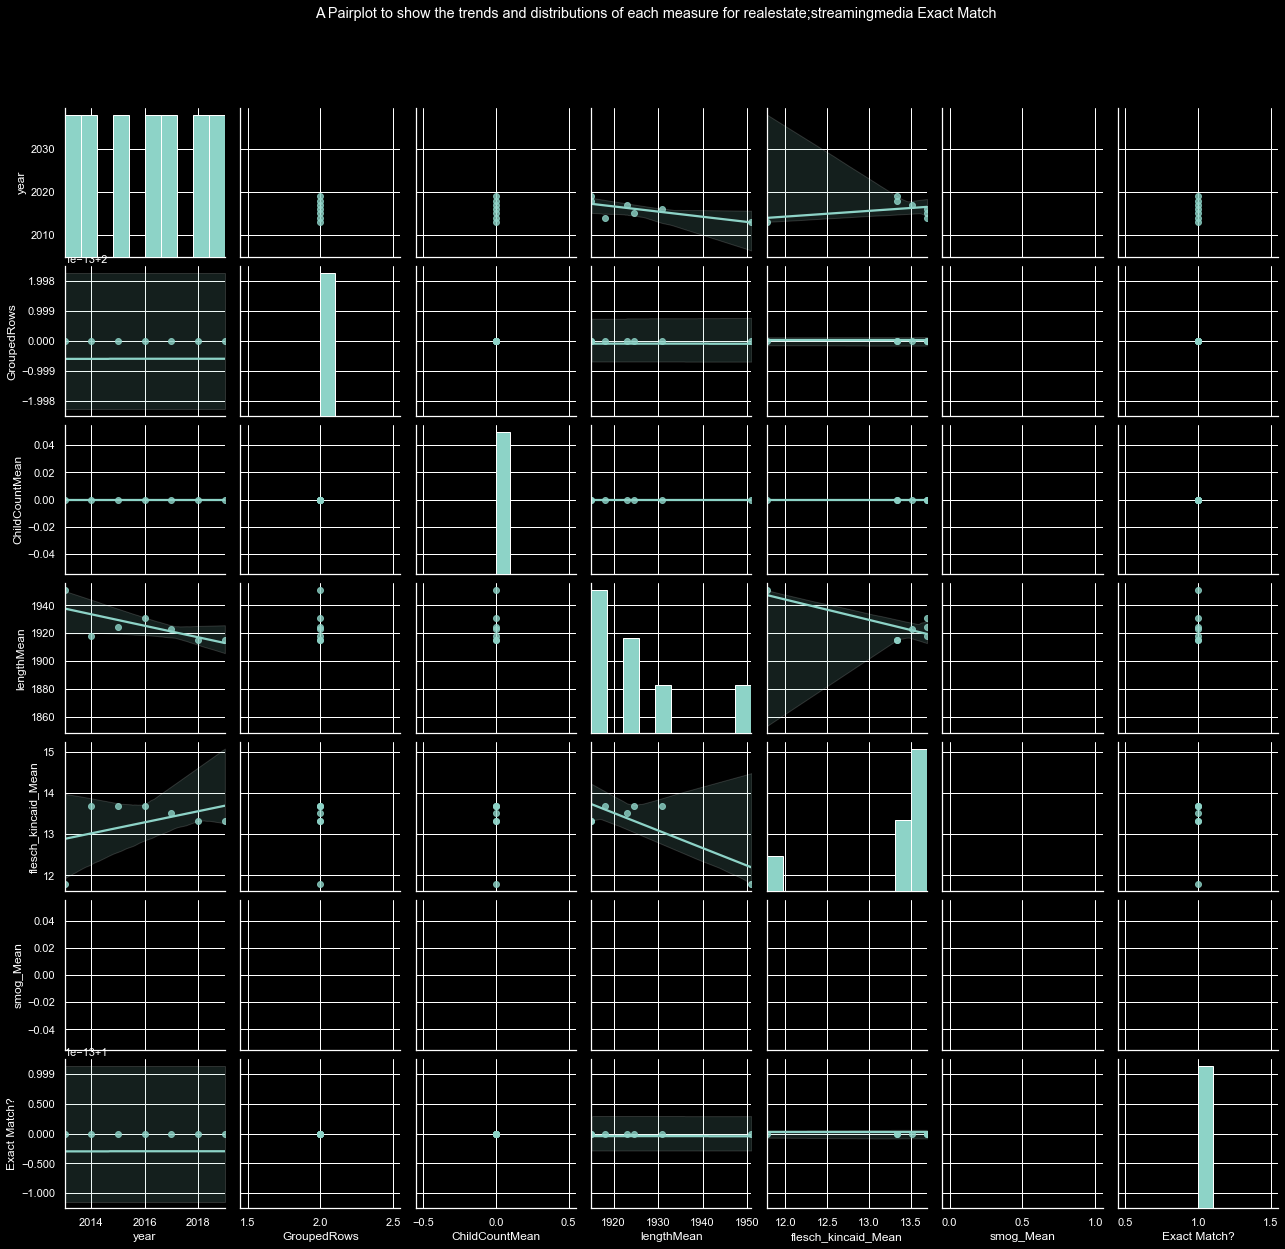 A Pairplot to show the trends and distributions of each measure for realestate;streamingmedia Exact Match
2030
2020
2010
year
1e−13+2
1.998
0.999
0.000
−0.999
−1.998
GroupedRows
0.04
0.02
0.00
−0.02
−0.04
ChildCountMean
1940
1920
1900
1880
1860
lengthMean
15
14
13
12
flesch_kincaid_Mean
0.04
0.02
0.00
−0.02
−0.04
smog_Mean
1e−13+1
0.999
0.500
0.000
−0.500
−1.000
Exact Match?
2014 2016 2018 1.5 2.0 2.5 −0.5 0.0 0.5 1920 1930 1940 1950 12.0 12.5 13.0 13.5 0.0 0.5 1.0 0.5 1.0 1.5
year GroupedRows ChildCountMean lengthMean flesch_kincaid_Mean smog_Mean Exact Match?